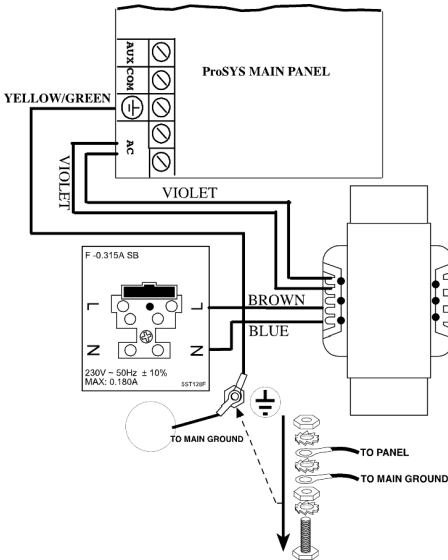 AUX COM
ProSYS MAIN PANEL
YELLOW/GREEN
AC
VIOLET
VIOLET
F -0.315A SB
L
L
BROWN
BLUE
N
N
230V ~ 50Hz ± 10%
MAX: 0.180A
5ST128F
TO MAIN GROUND
TO PANEL
TO MAIN GROUND